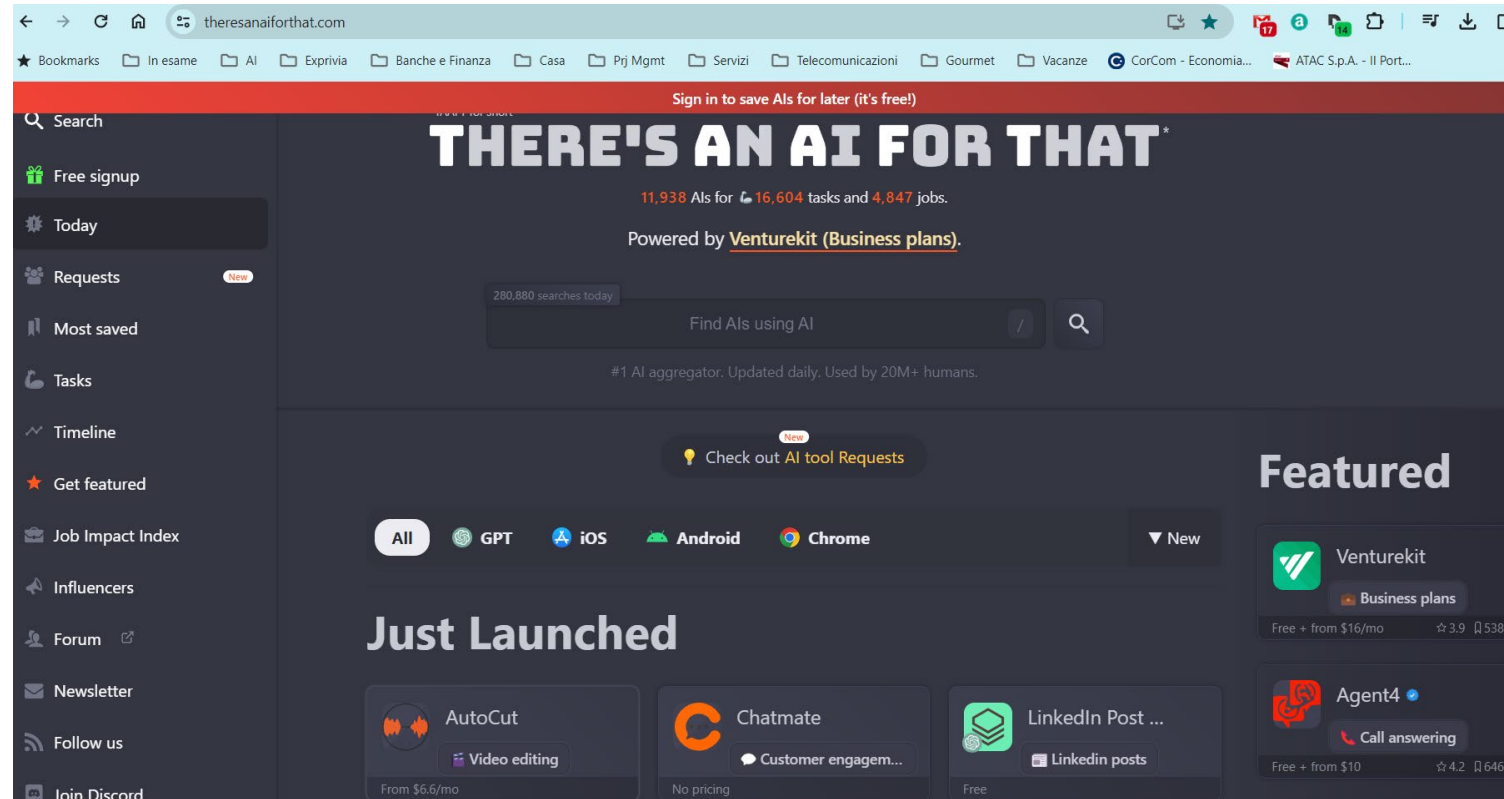 theresanaiforthat.com
17
14
Bookmarks In esame AI Exprivia Banche e Finanza Casa Prj Mgmt Servizi Telecomunicazioni Gourmet Vacanze CorCom - Economia... ATAC S.p.A. - Il Port...
Sign in to save AIs for later (it's free!)
Search
Free signup
Today
Requests New
Most saved
Tasks
Timeline
Get featured
Job Impact Index
Influencers
Forum
Newsletter
Follow us
Join Discord
THERE'S AN AI FOR THAT*
11,938 AIs for 16,604 tasks and 4,847 jobs.
Powered by Venturekit (Business plans).
280,880 searches today
Find AIs using AI /
#1 AI aggregator. Updated daily. Used by 20M+ humans.
New
Check out AI tool Requests
All GPT iOS Android Chrome ▼ New
Just Launched
AutoCut
Video editing
From $6.6/mo
Chatmate
Customer engagem...
No pricing
LinkedIn Post ...
Linkedin posts
Free
Featured
Venturekit
Business plans
Free + from $16/mo 3.9 538
Agent4
Call answering
Free + from $10 4.2 646